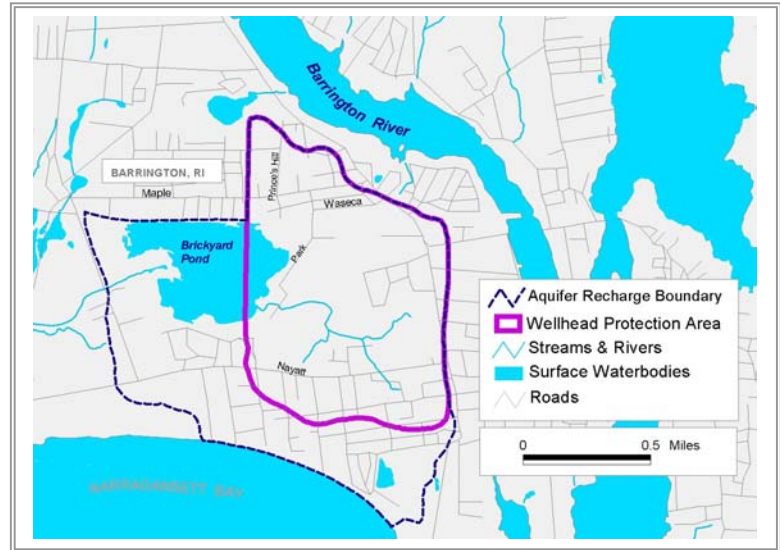 Barrington River
BARRINGTON, RI
Maple
Prince's Hill
Waseca
Brickyard
Pond
Park
Nayatt
NARRAGANSETT BAY
Aquifer Recharge Boundary
Wellhead Protection Area
Streams & Rivers
Surface Waterbodies
Roads
0 0.5 Miles